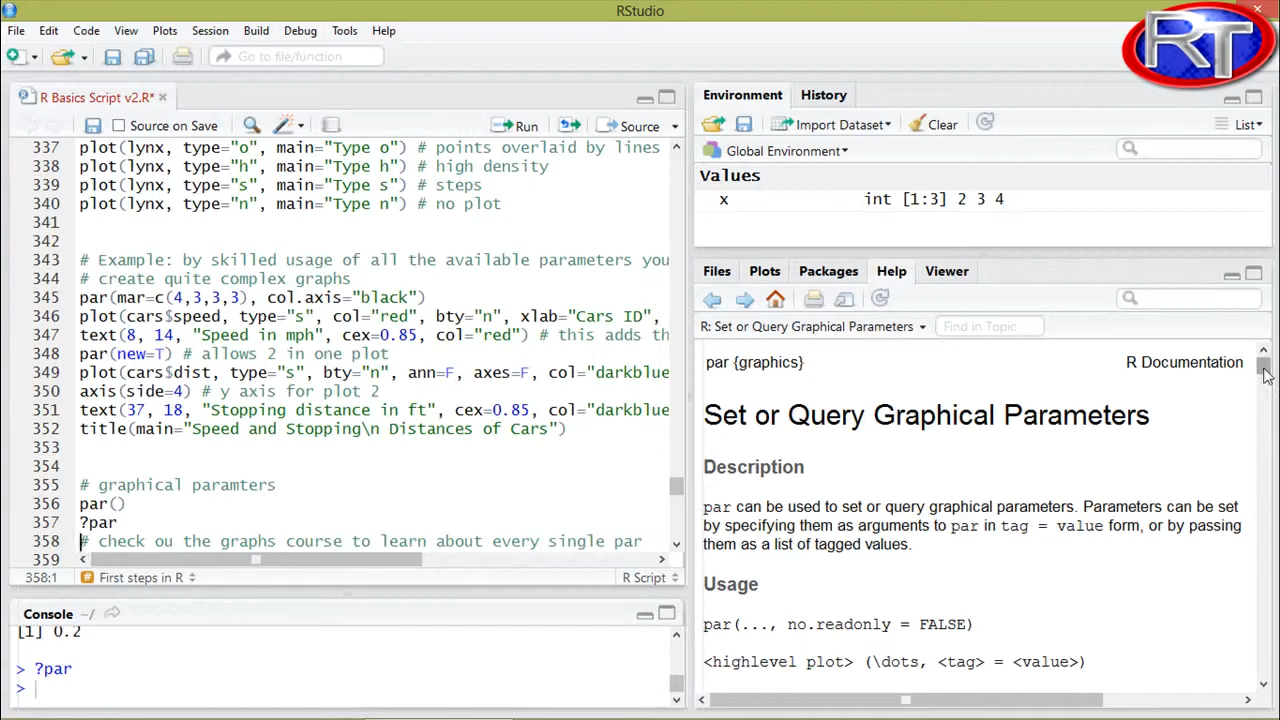 RStudio
RT
File Edit Code View Plots Session Build Debug Tools Help
Go to file/function
R Basics Script v2.R*
Source on Save
Run
Source
337 plot(lynx, type="o", main="Type o") # points overlaid by lines
338 plot(lynx, type="h", main="Type h") # high density
339 plot(lynx, type="s", main="Type s") # steps
340 plot(lynx, type="n", main="Type n") # no plot
341
342
343 # Example: by skilled usage of all the available parameters you
344 # create quite complex graphs
345 par(mar=c(4,3,3,3), col.axis="black")
346 plot(cars$speed, type="s", col="red", bty="n", xlab="Cars ID",
347 text(8, 14, "Speed in mph", cex=0.85, col="red") # this adds th
348 par(new=T) # allows 2 in one plot
349 plot(cars$dist, type="s", bty="n", ann=F, axes=F, col="darkblue
350 axis(side=4) # y axis for plot 2
351 text(37, 18, "Stopping distance in ft", cex=0.85, col="darkblue
352 title(main="Speed and Stopping\n Distances of Cars")
353
354
355 # graphical paramters
356 par()
357 ?par
358 # check ou the graphs course to learn about every single par
359
358:1 # First steps in R R Script
Console ~/
[1] 0.2
> ?par
>
Environment History
Import Dataset Clear List
Global Environment
Values
x int [1:3] 2 3 4
Files Plots Packages Help Viewer
R: Set or Query Graphical Parameters Find in Topic
par {graphics} R Documentation
Set or Query Graphical Parameters
Description
par can be used to set or query graphical parameters. Parameters can be set
by specifying them as arguments to par in tag = value form, or by passing
them as a list of tagged values.
Usage
par(..., no.readonly = FALSE)
<highlevel plot> (\dots, <tag> = <value>)